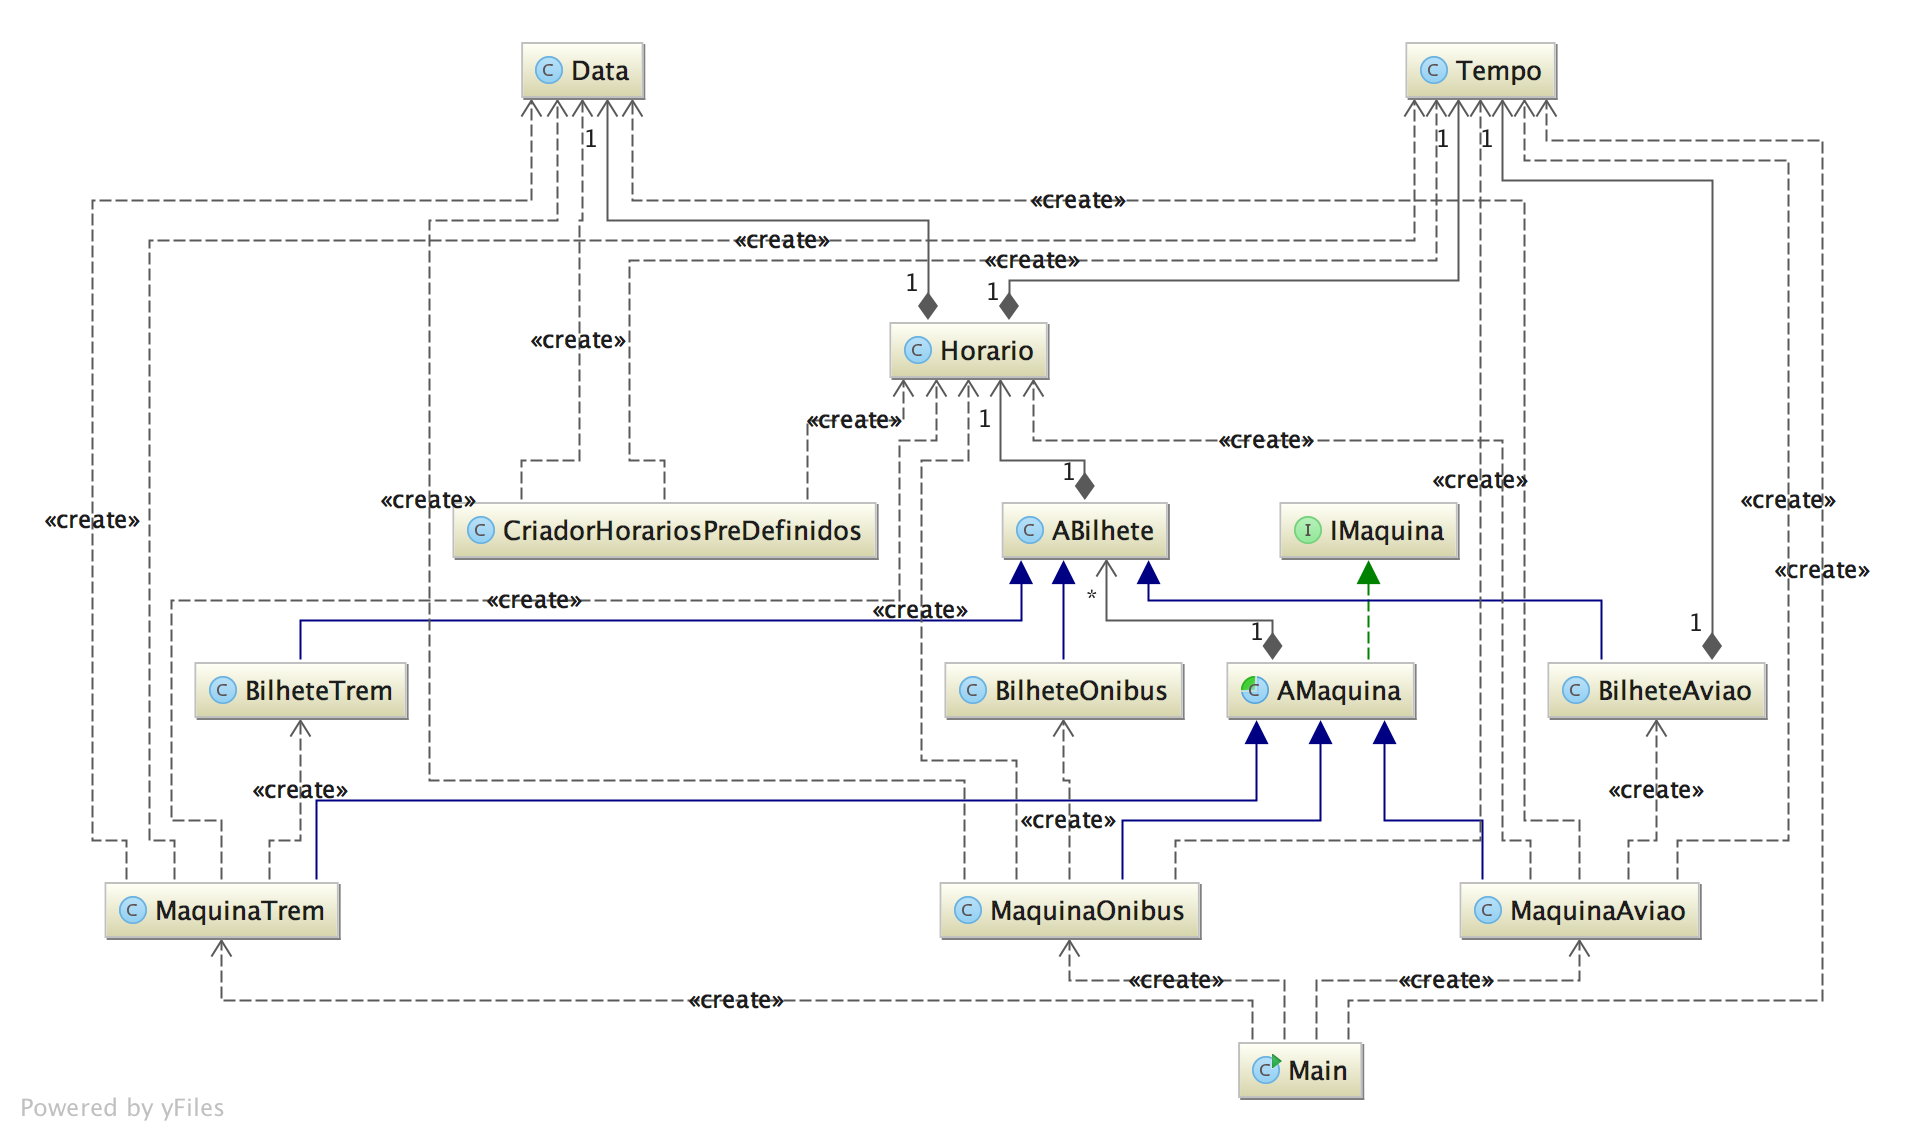 C Data
C Tempo
1
1
1
«create»
«create»
1
«create»
1
«create»
C Horario
«create»
1
«create»
1
«create»
«create»
«create»
«create»
C CriadorHorariosPreDefinidos
C ABilhete
I IMaquina
«create»
*
«create»
«create»
1
1
C BilheteTrem
C BilheteOnibus
C AMaquina
C BilheteAviao
«create»
«create»
«create»
C MaquinaTrem
C MaquinaOnibus
C MaquinaAviao
«create»
«create»
«create»
C Main
Powered by yFiles